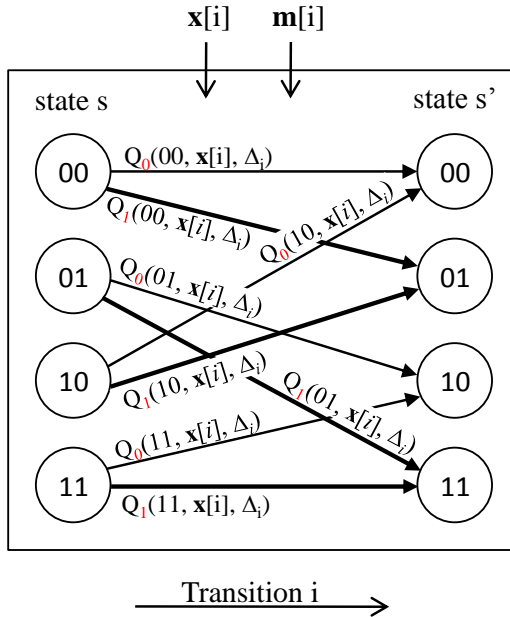 x[i] m[i]
state s state s’
00 Q₀(00, x[i], Δᵢ) 00
Q₁(00, x[i], Δᵢ)
Q₀(10, x[i], Δᵢ)
01 Q₀(01, x[i], Δᵢ) 01
10 Q₁(10, x[i], Δᵢ) 10
Q₁(01, x[i], Δᵢ)
Q₀(11, x[i], Δᵢ)
11 Q₁(11, x[i], Δᵢ) 11
Transition i